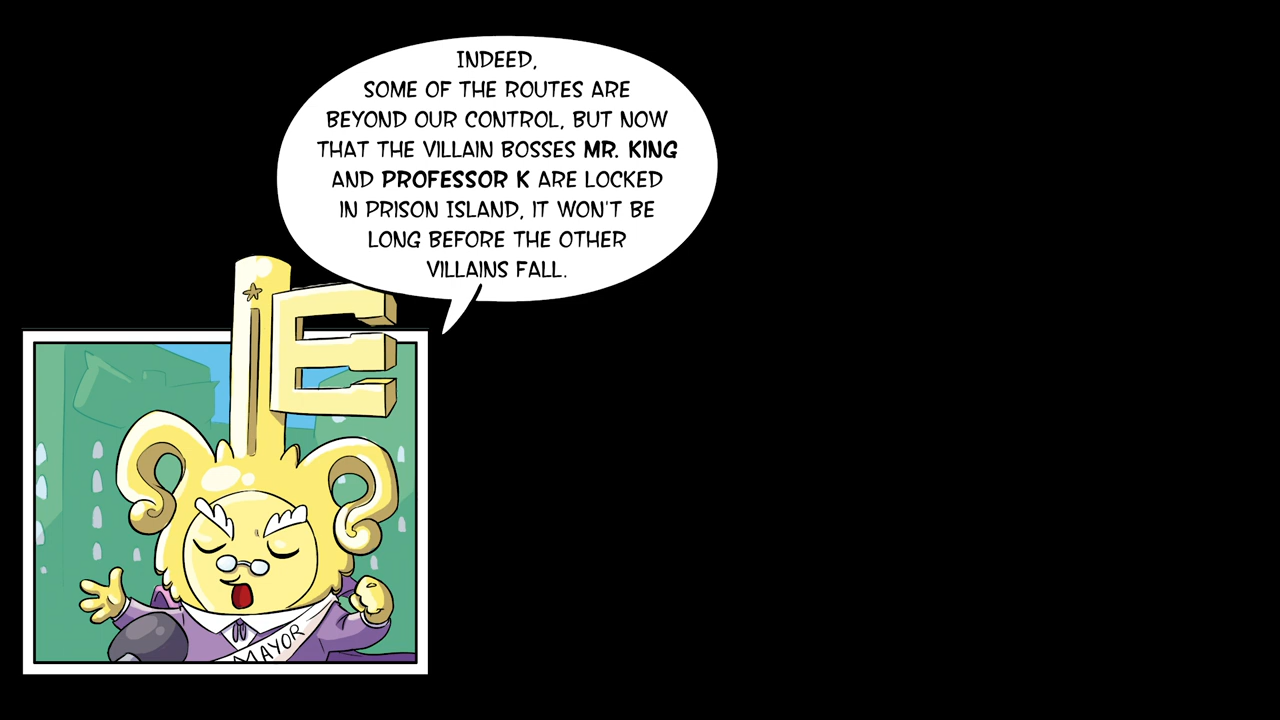 INDEED,
SOME OF THE ROUTES ARE
BEYOND OUR CONTROL, BUT NOW
THAT THE VILLAIN BOSSES MR. KING
AND PROFESSOR K ARE LOCKED
IN PRISON ISLAND, IT WON'T BE
LONG BEFORE THE OTHER
VILLAINS FALL.
E
MAYOR